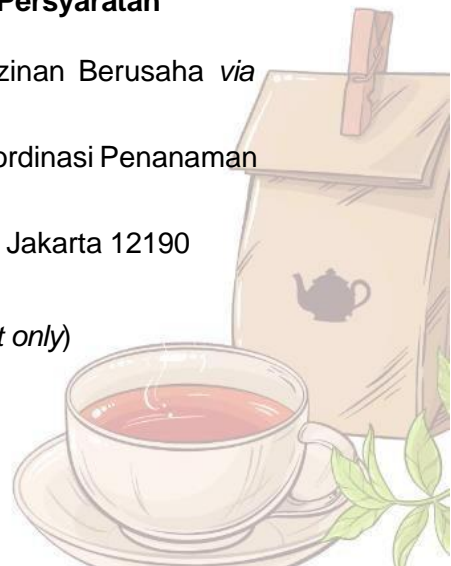 Persyaratan
zinan Berusaha via
ordinasi Penanaman
Jakarta 12190
t only)